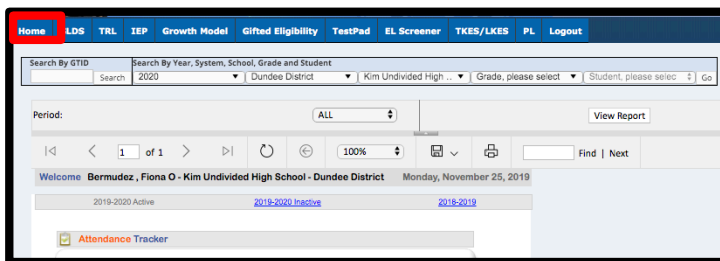 Home LDS TRL IEP Growth Model Gifted Eligibility TestPad EL Screener TKES/LKES PL Logout
Search By GTID Search By Year, System, School, Grade and Student
Search 2020 Dundee District Kim Undivided High .. Grade, please select Student, please selec Go
Period: ALL View Report
1 of 1 100% Find | Next
Welcome Bermudez , Fiona O - Kim Undivided High School - Dundee District Monday, November 25, 2019
2019-2020 Active 2019-2020 Inactive 2018-2019
Attendance Tracker